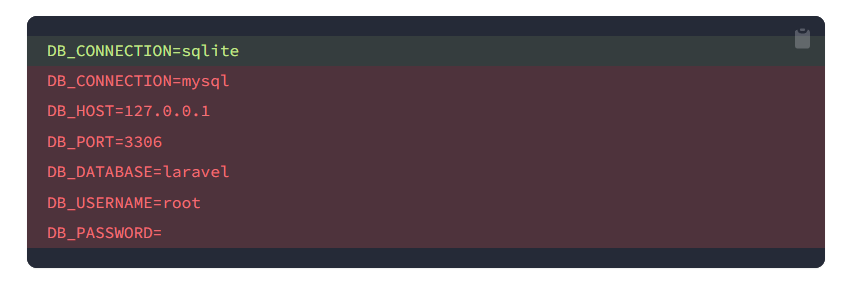 DB_CONNECTION=sqlite
DB_CONNECTION=mysql
DB_HOST=127.0.0.1
DB_PORT=3306
DB_DATABASE=laravel
DB_USERNAME=root
DB_PASSWORD=